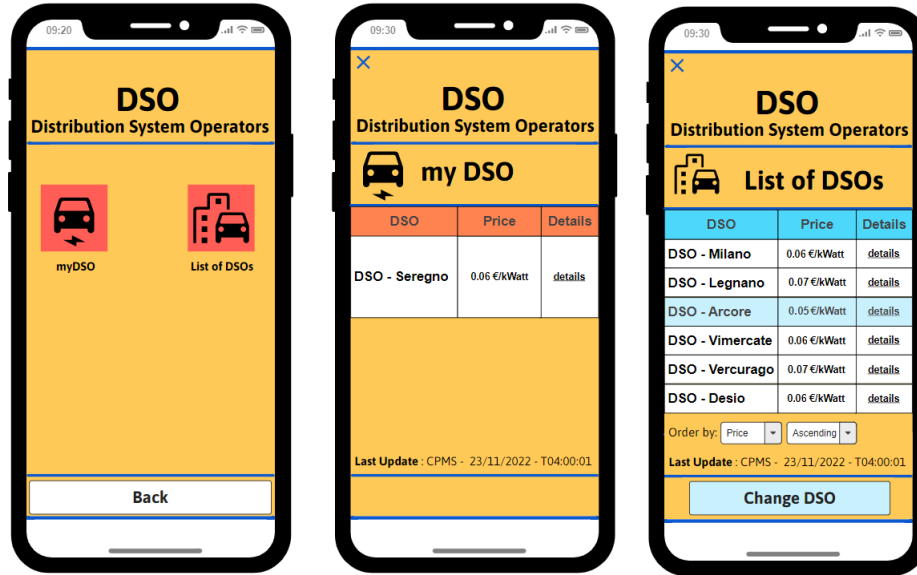 09:20
DSO
Distribution System Operators
myDSO
List of DSOs
Back
09:30
DSO
Distribution System Operators
my DSO
DSO Price Details
DSO - Seregno 0.06 €/kWatt details
Last Update : CPMS - 23/11/2022 - T04:00:01
09:30
DSO
Distribution System Operators
List of DSOs
DSO Price Details
DSO - Milano 0.06 €/kWatt details
DSO - Legnano 0.07 €/kWatt details
DSO - Arcore 0.05 €/kWatt details
DSO - Vimercate 0.06 €/kWatt details
DSO - Vercurago 0.07 €/kWatt details
DSO - Desio 0.06 €/kWatt details
Order by: Price Ascending
Last Update : CPMS - 23/11/2022 - T04:00:01
Change DSO